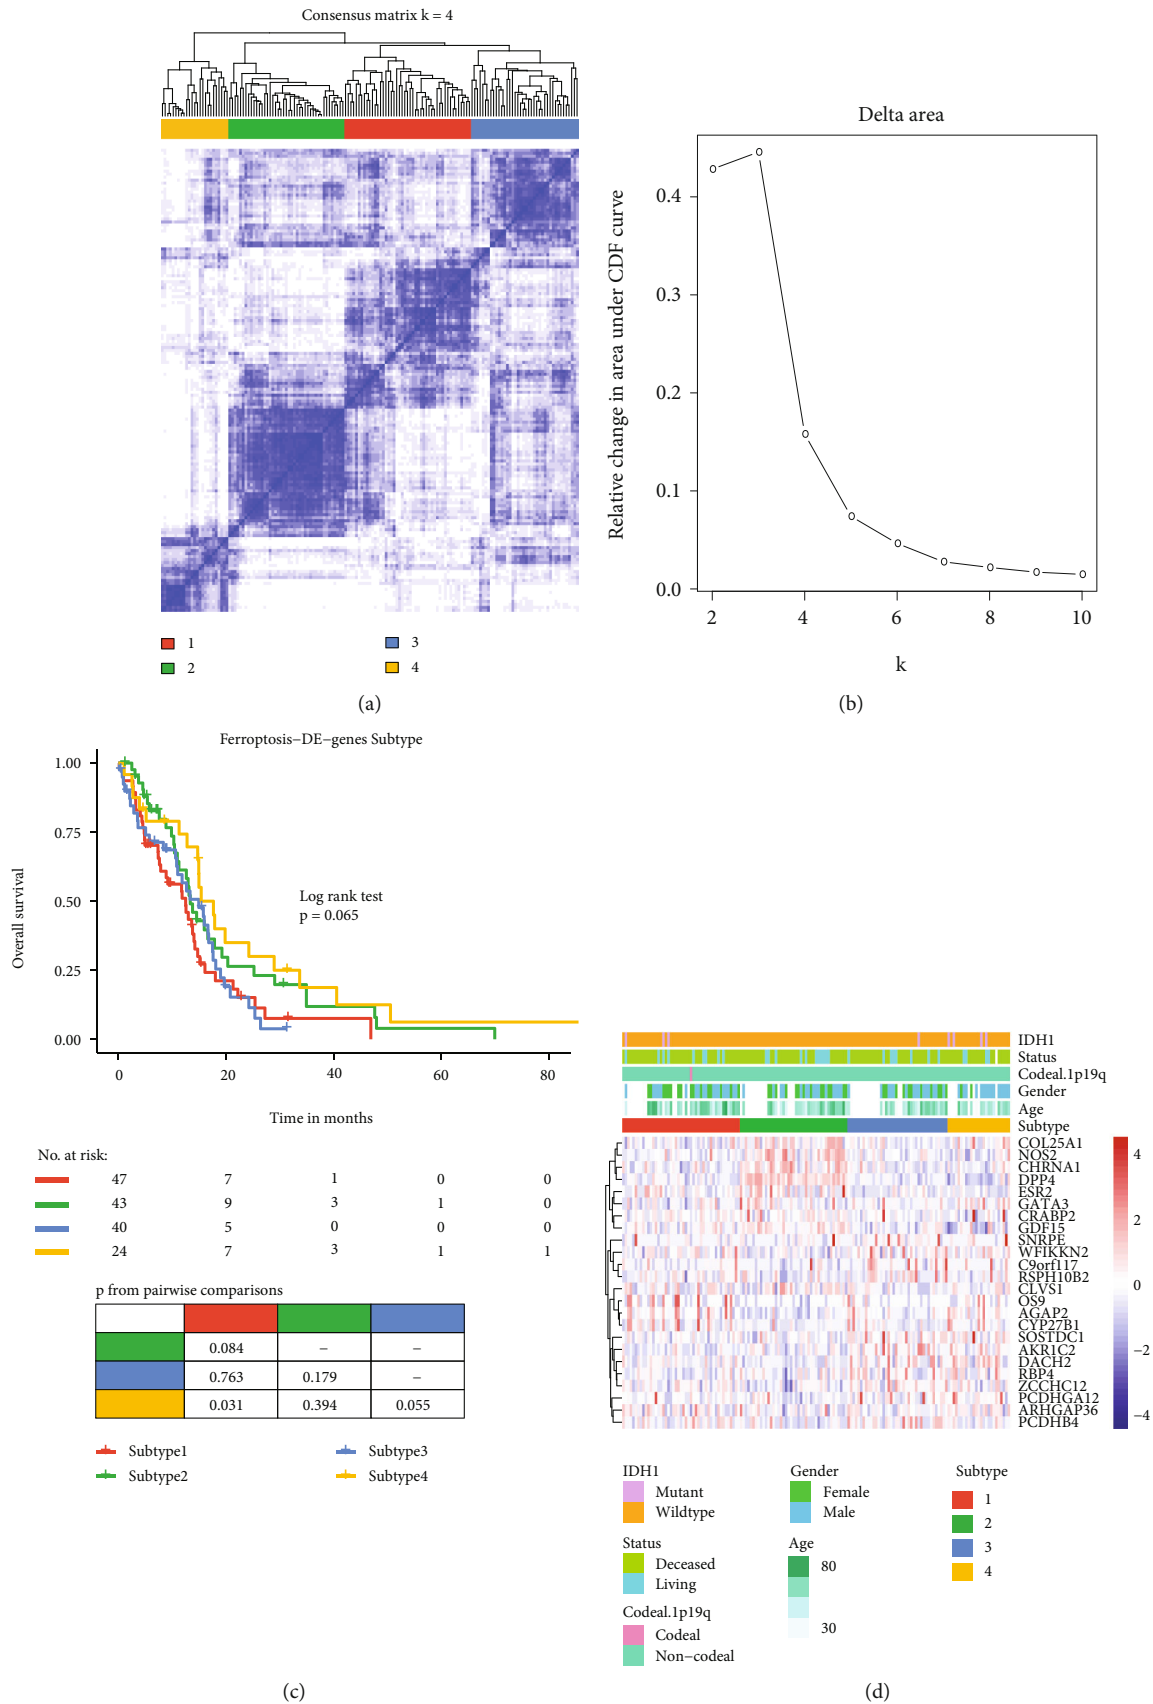 Consensus matrix k = 4
1
2
3
4
(a)
Delta area
Relative change in area under CDF curve
0.4
0.3
0.2
0.1
0.0
2
4
6
8
10
k
(b)
Ferroptosis−DE−genes Subtype
Overall survival
1.00
0.75
0.50
0.25
0.00
Log rank test
p = 0.065
0
20
40
60
80
Time in months
No. at risk:
47 7 1 0 0
43 9 3 1 0
40 5 0 0 0
24 7 3 1 1
p from pairwise comparisons
0.084 – –
0.763 0.179 –
0.031 0.394 0.055
Subtype1
Subtype2
Subtype3
Subtype4
(c)
IDH1
Status
Codeal.1p19q
Gender
Age
Subtype
COL25A1
NOS2
CHRNA1
DPP4
ESR2
GATA3
CRABP2
GDF15
SNRPE
WFIKKN2
C9orf117
RSPH10B2
CLVS1
OS9
AGAP2
CYP27B1
SOSTDC1
AKR1C2
DACH2
RBP4
ZCCHC12
PCDHGA12
ARHGAP36
PCDHB4
4
2
0
−2
−4
IDH1
Mutant
Wildtype
Status
Deceased
Living
Codeal.1p19q
Codeal
Non−codeal
Gender
Female
Male
Age
80
30
Subtype
1
2
3
4
(d)